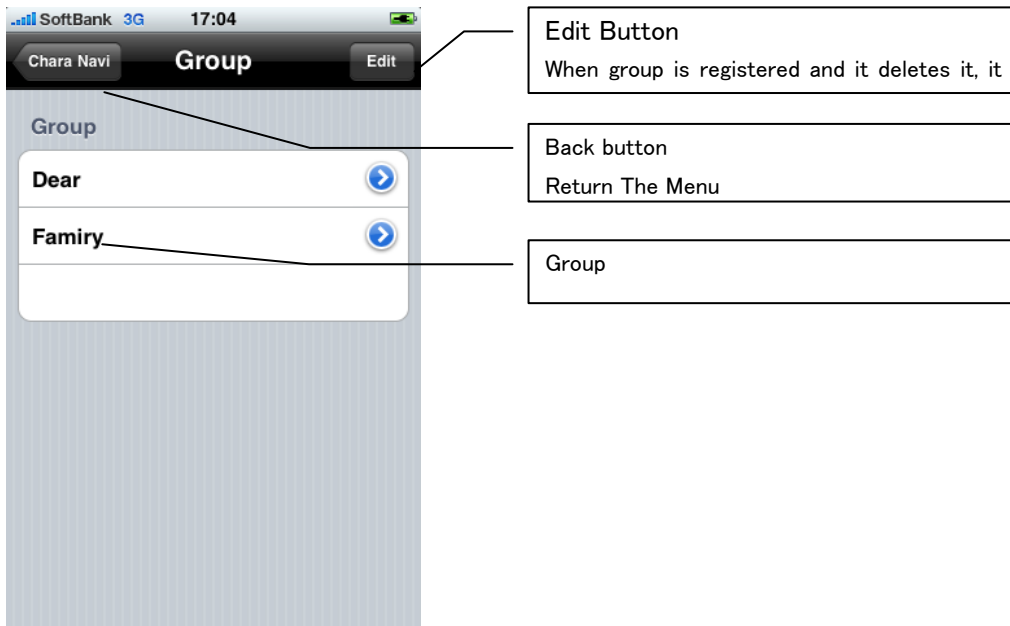 SoftBank 3G 17:04
Chara Navi Group Edit
Group
Dear
Famiry
Edit Button
When group is registered and it deletes it, it
Back button
Return The Menu
Group